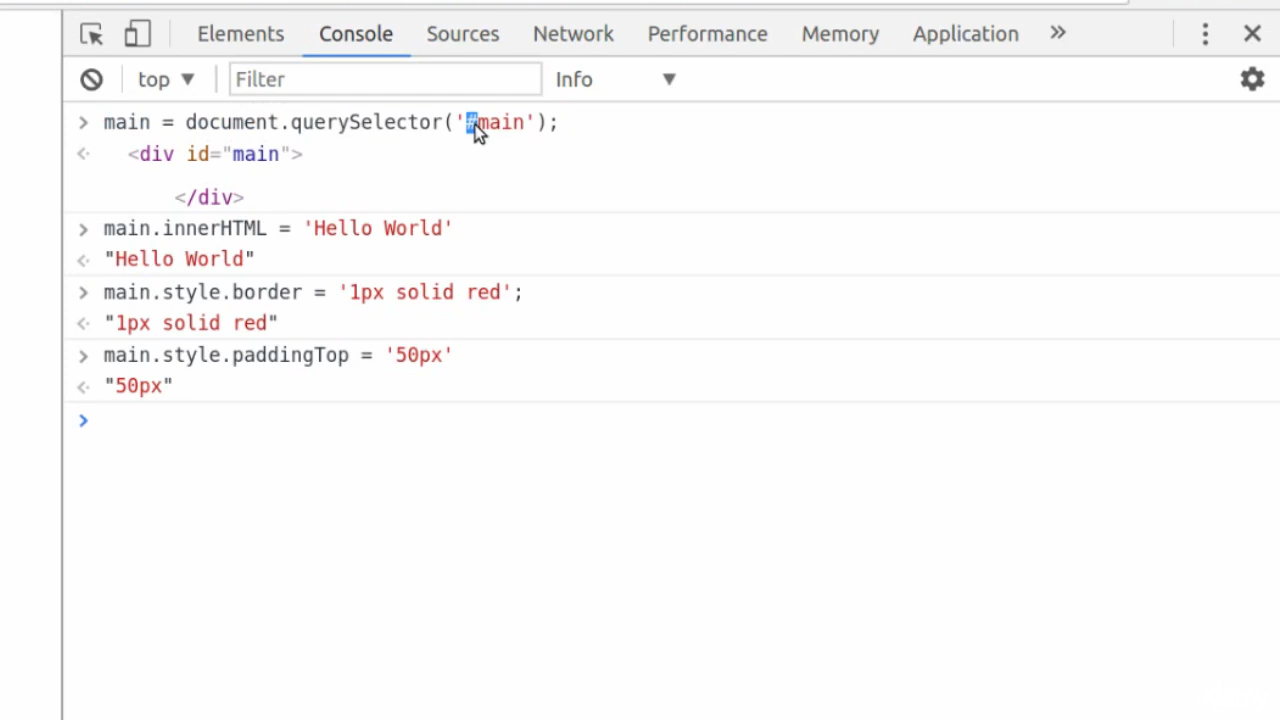 Elements Console Sources Network Performance Memory Application »
top ▼ Filter Info ▼
> main = document.querySelector('#main');
<div id="main">
</div>
> main.innerHTML = 'Hello World'
"Hello World"
> main.style.border = '1px solid red';
"1px solid red"
> main.style.paddingTop = '50px'
"50px"
>